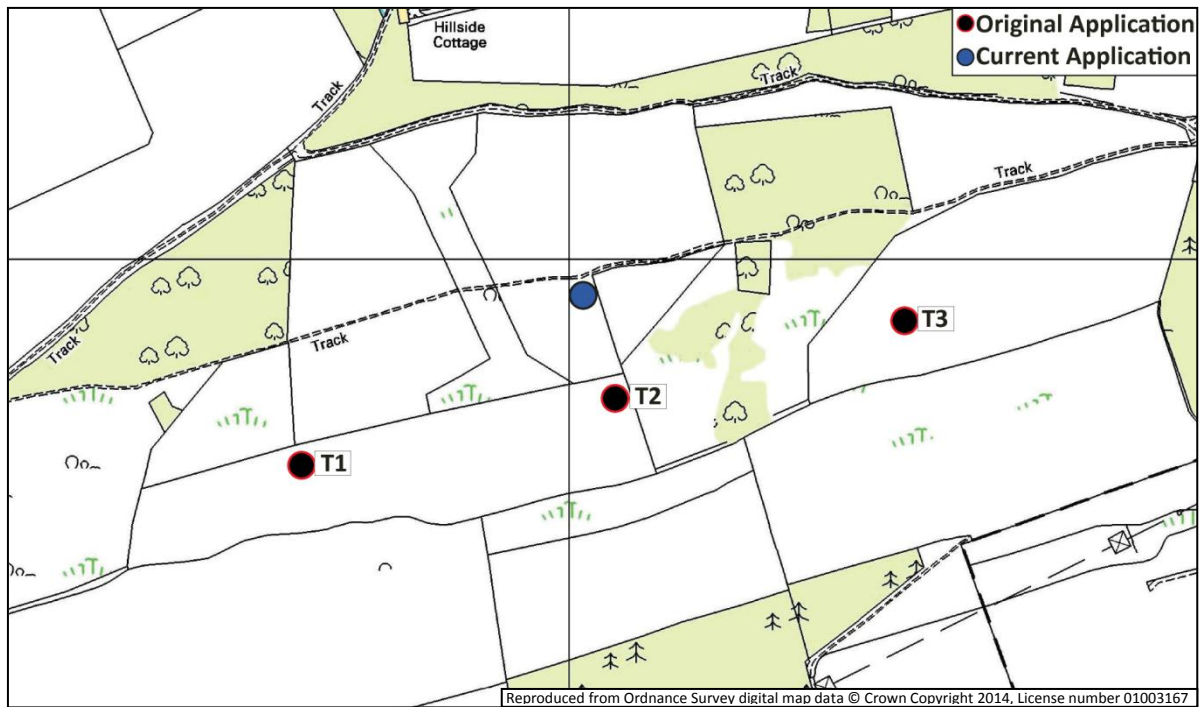 Hillside
Cottage
Original Application
Current Application
Track
Track
Track
Track
Track
T3
T2
T1
Reproduced from Ordnance Survey digital map data © Crown Copyright 2014, License number 01003167